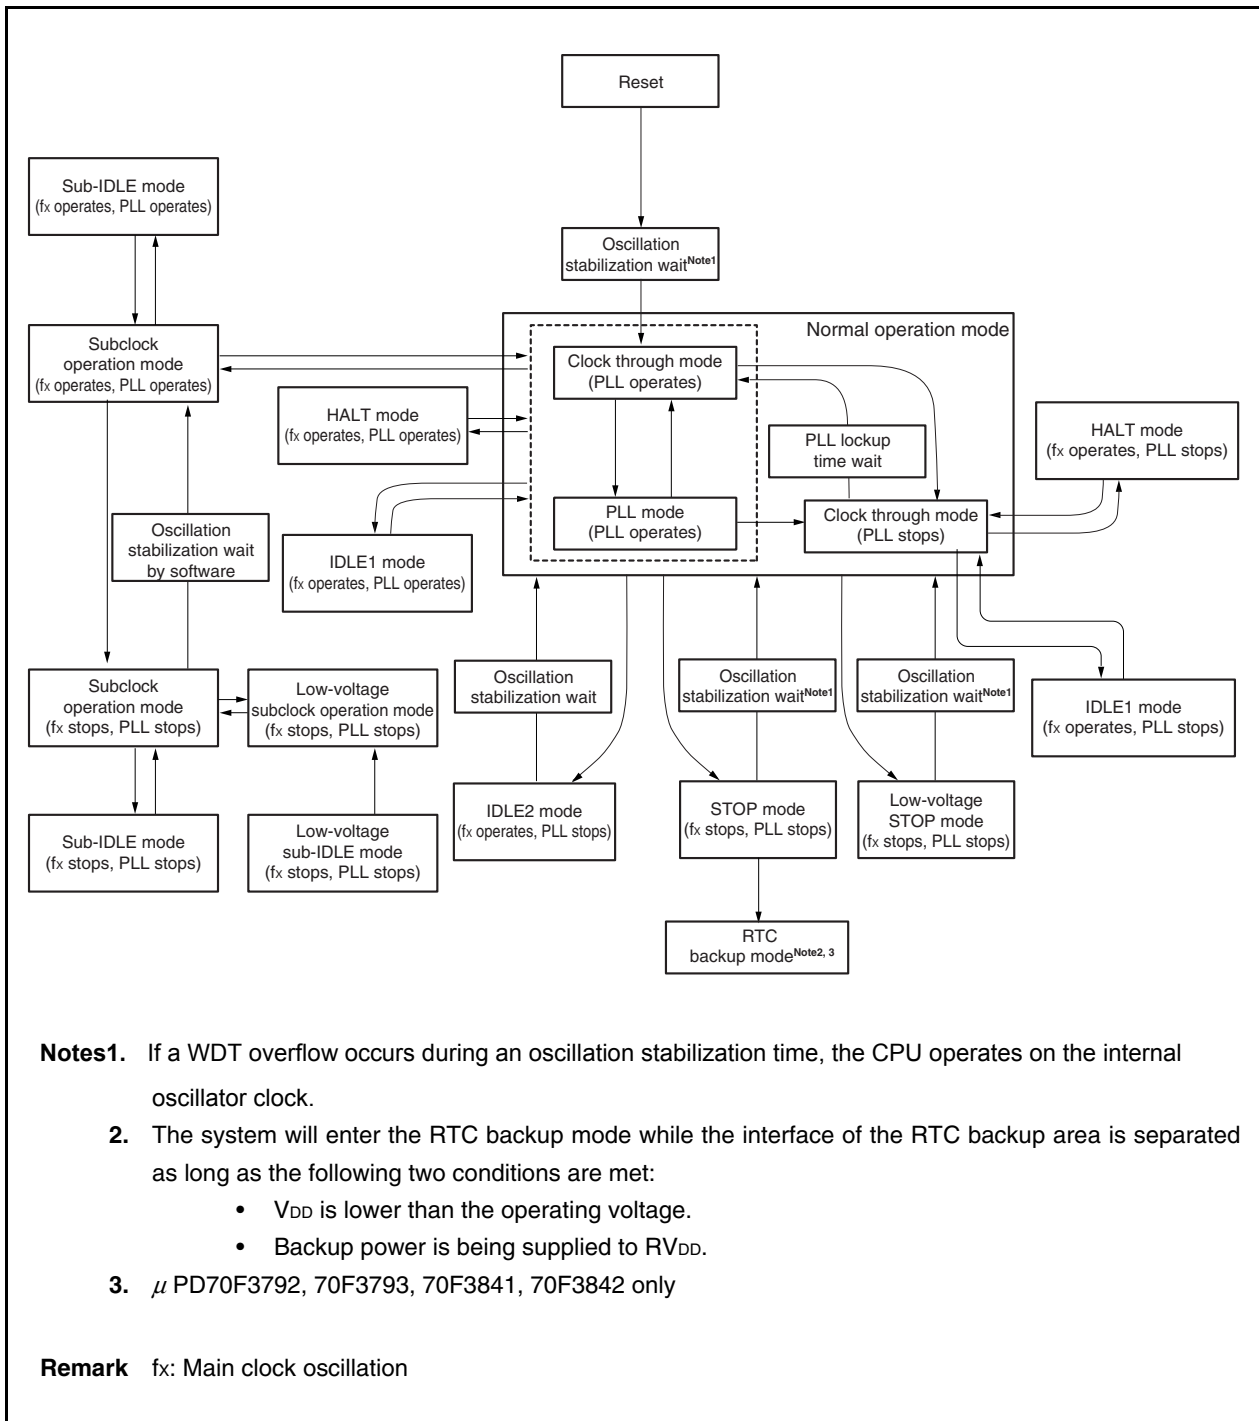 Reset
Sub-IDLE mode
(fx operates, PLL operates)
Oscillation
stabilization waitNote1
Normal operation mode
Subclock
operation mode
(fx operates, PLL operates)
Clock through mode
(PLL operates)
HALT mode
(fx operates, PLL operates)
PLL lockup
time wait
HALT mode
(fx operates, PLL stops)
PLL mode
(PLL operates)
Clock through mode
(PLL stops)
Oscillation
stabilization wait
by software
IDLE1 mode
(fx operates, PLL operates)
Subclock
operation mode
(fx stops, PLL stops)
Low-voltage
subclock operation mode
(fx stops, PLL stops)
Oscillation
stabilization wait
Oscillation
stabilization waitNote1
Oscillation
stabilization waitNote1
IDLE1 mode
(fx operates, PLL stops)
Sub-IDLE mode
(fx stops, PLL stops)
Low-voltage
sub-IDLE mode
(fx stops, PLL stops)
IDLE2 mode
(fx operates, PLL stops)
STOP mode
(fx stops, PLL stops)
Low-voltage
STOP mode
(fx stops, PLL stops)
RTC
backup modeNote2, 3
Notes1. If a WDT overflow occurs during an oscillation stabilization time, the CPU operates on the internal
oscillator clock.
2. The system will enter the RTC backup mode while the interface of the RTC backup area is separated
as long as the following two conditions are met:
• VDD is lower than the operating voltage.
• Backup power is being supplied to RVDD.
3. μ PD70F3792, 70F3793, 70F3841, 70F3842 only
Remark fx: Main clock oscillation